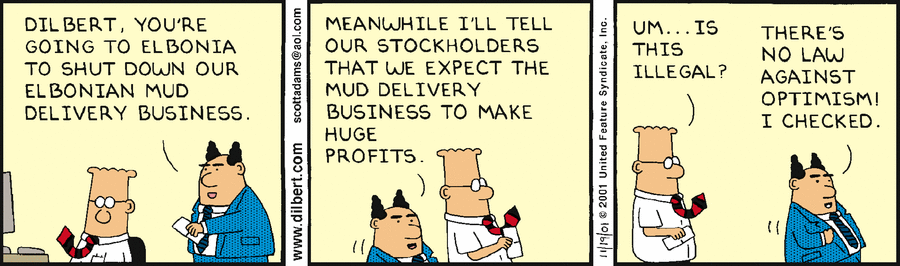 DILBERT, YOU'RE
GOING TO ELBONIA
TO SHUT DOWN OUR
ELBONIAN MUD
DELIVERY BUSINESS.
www.dilbert.com scottadams@aol.com
MEANWHILE I'LL TELL
OUR STOCKHOLDERS
THAT WE EXPECT THE
MUD DELIVERY
BUSINESS TO MAKE
HUGE
PROFITS.
11/9/01 © 2001 United Feature Syndicate, Inc.
UM...IS
THIS
ILLEGAL?
THERE'S
NO LAW
AGAINST
OPTIMISM!
I CHECKED.